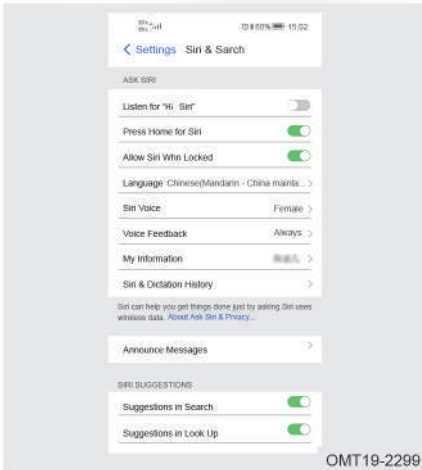 60% 15:02
Settings Siri & Sarch
ASK SIRI
Listen for "Hi Siri"
Press Home for Siri
Allow Siri Whn Locked
Language Chinese(Mandarin - China mainla...
Siri Voice Female
Voice Feedback Always
My Information
Siri & Dictation History
Siri can help you get things done just by asking Siri uses
wireless data. About Ask Siri & Privacy...
Announce Messages
SIRI SUGGESTIONS
Suggestions in Search
Suggestions in Look Up
OMT19-2299